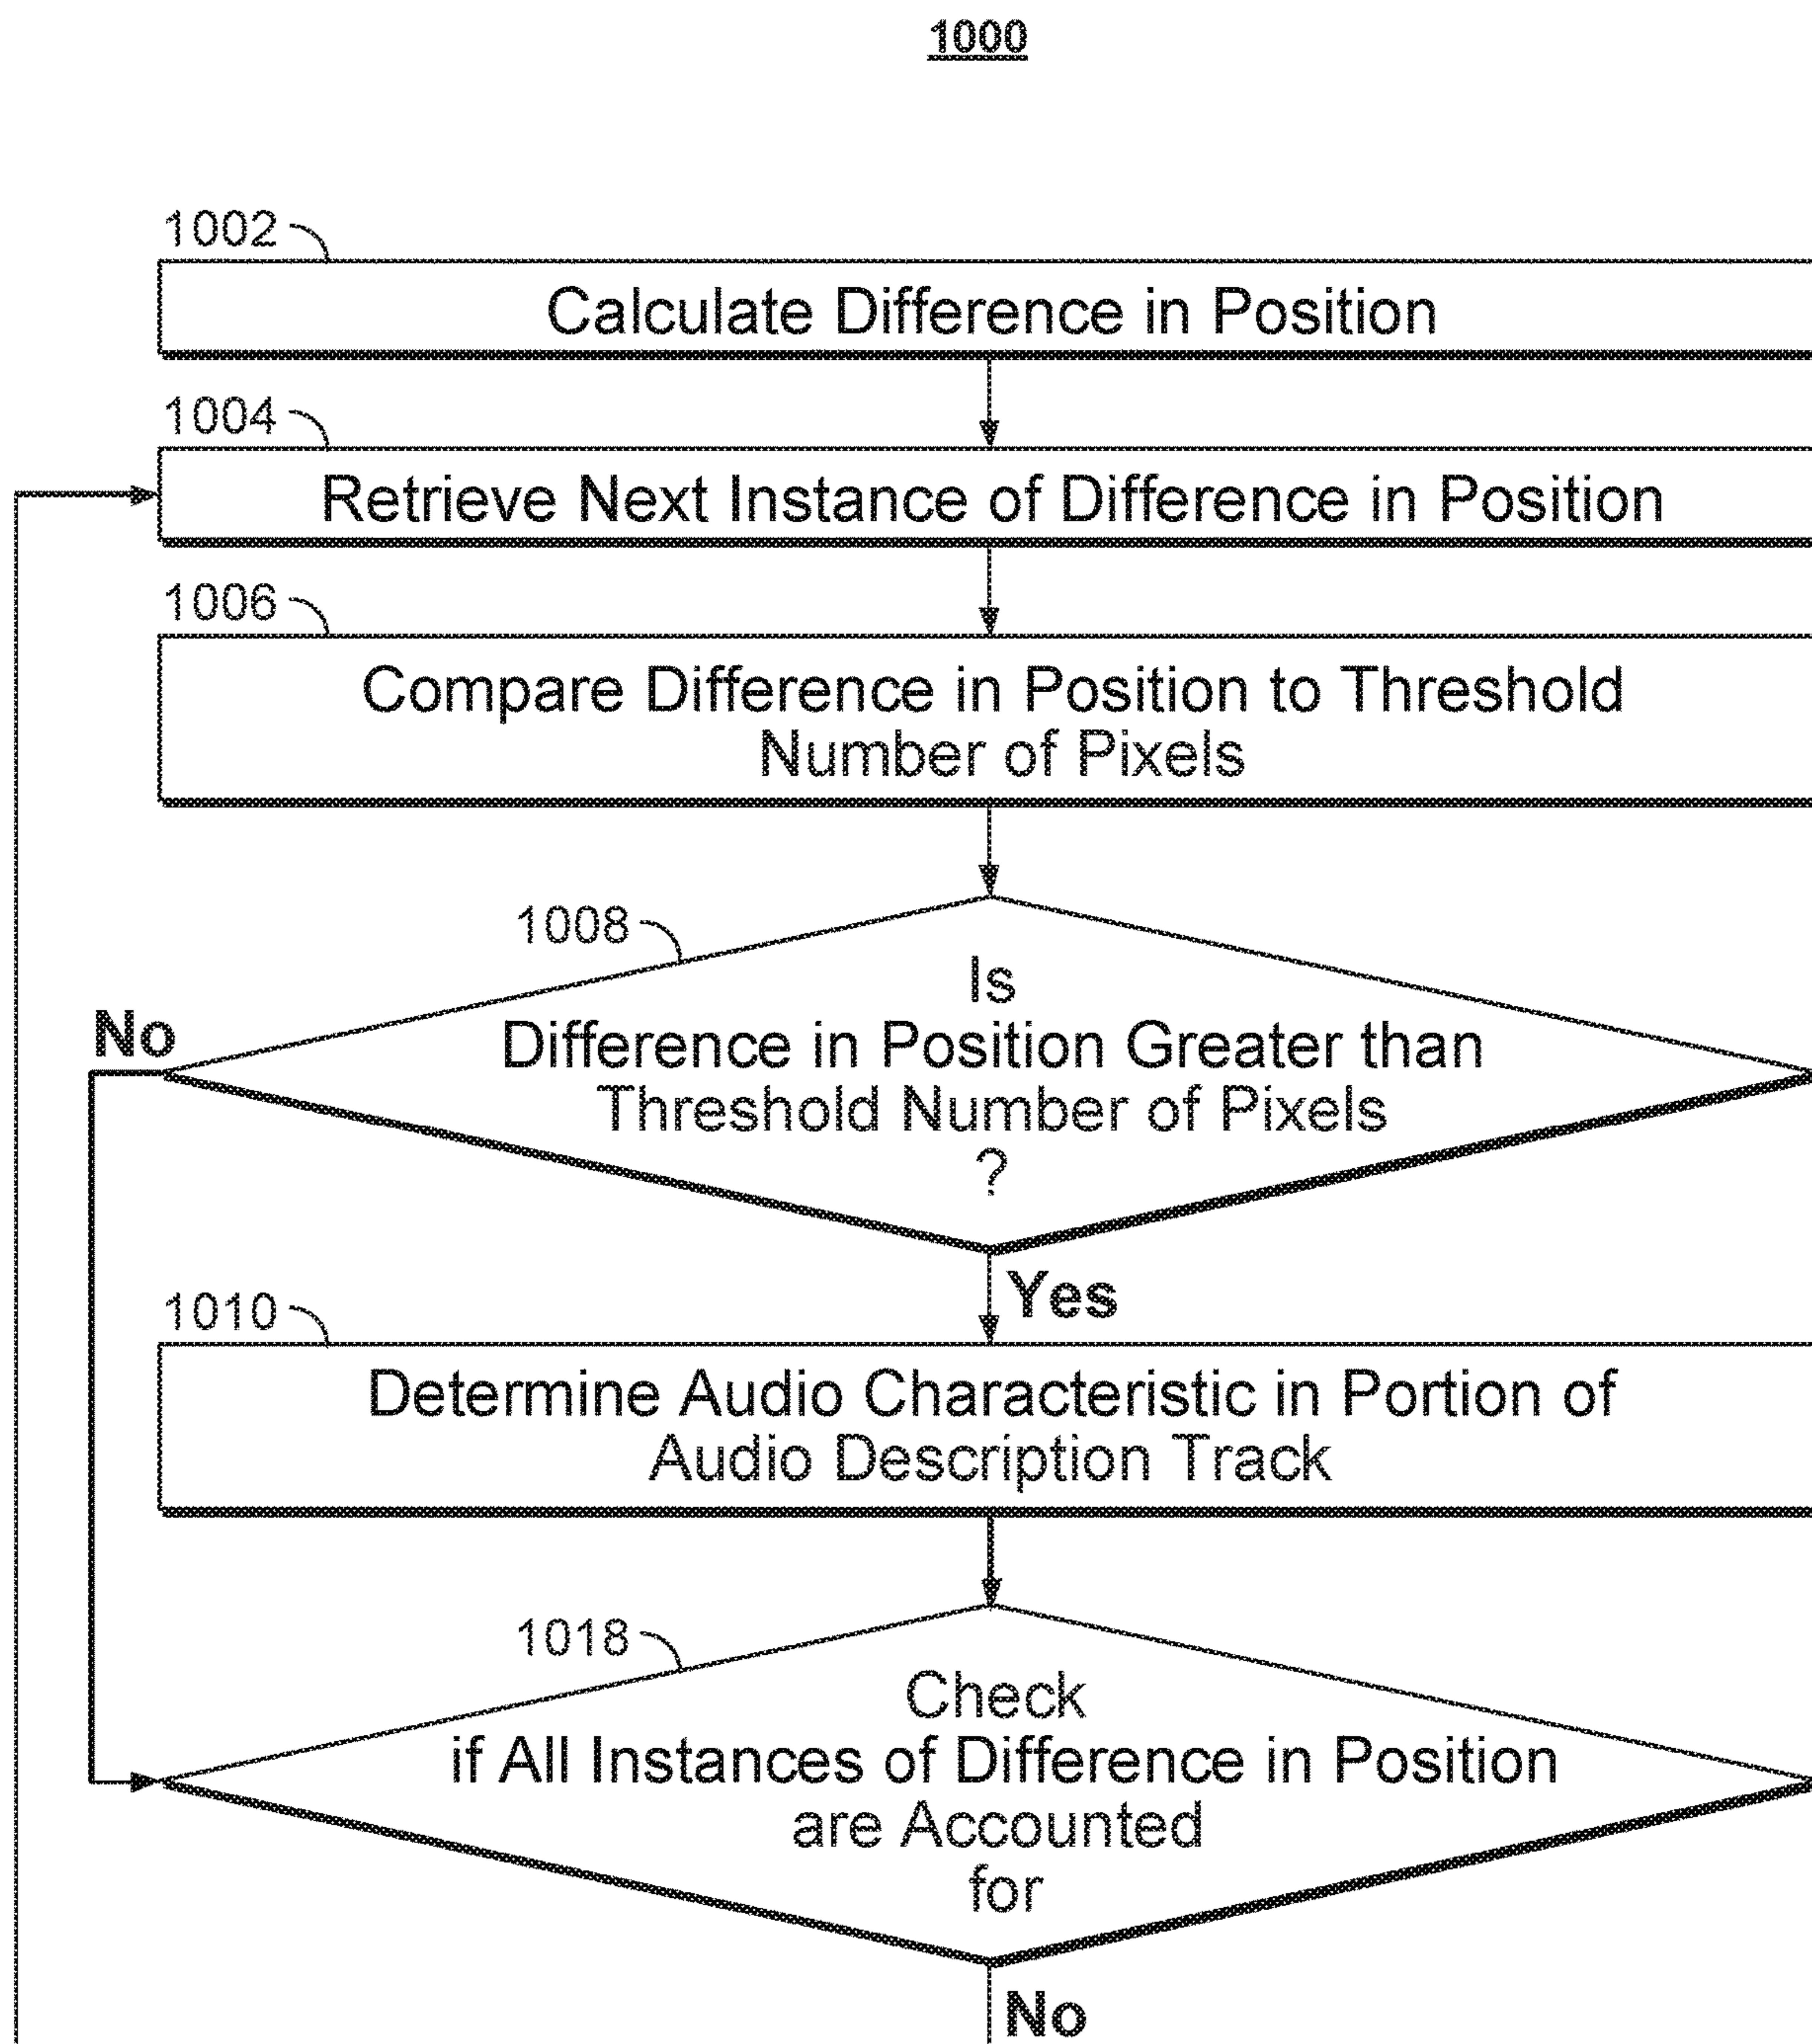 1000
1002
Calculate Difference in Position
1004
Retrieve Next Instance of Difference in Position
1006
Compare Difference in Position to Threshold
Number of Pixels
1008
Is
Difference in Position Greater than
Threshold Number of Pixels
?
No
Yes
1010
Determine Audio Characteristic in Portion of
Audio Description Track
1018
Check
if All Instances of Difference in Position
are Accounted
for
No